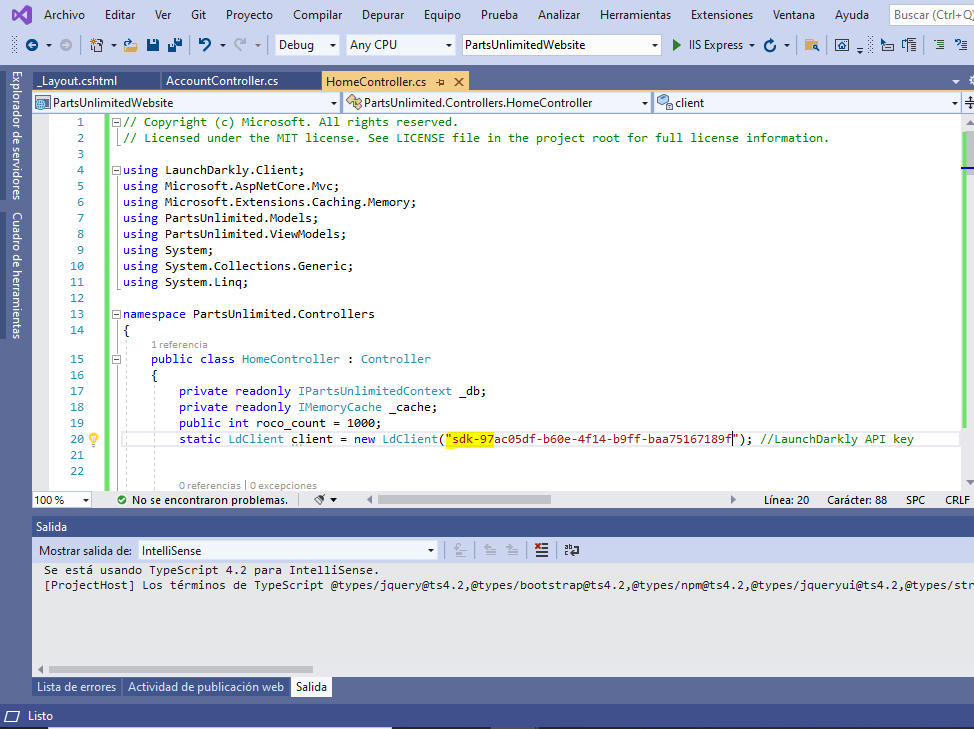 Archivo Editar Ver Git Proyecto Compilar Depurar Equipo Prueba Analizar Herramientas Extensiones Ventana Ayuda Buscar (Ctrl+Q)
Debug Any CPU PartsUnlimitedWebsite IIS Express
_Layout.cshtml AccountController.cs HomeController.cs
PartsUnlimitedWebsite PartsUnlimited.Controllers.HomeController client
Explorador de servidores
Cuadro de herramientas
1 // Copyright (c) Microsoft. All rights reserved.
2 // Licensed under the MIT license. See LICENSE file in the project root for full license information.
3
4 using LaunchDarkly.Client;
5 using Microsoft.AspNetCore.Mvc;
6 using Microsoft.Extensions.Caching.Memory;
7 using PartsUnlimited.Models;
8 using PartsUnlimited.ViewModels;
9 using System;
10 using System.Collections.Generic;
11 using System.Linq;
12
13 namespace PartsUnlimited.Controllers
14 {
1 referencia
15 public class HomeController : Controller
16 {
17 private readonly IPartsUnlimitedContext _db;
18 private readonly IMemoryCache _cache;
19 public int roco_count = 1000;
20 static LdClient client = new LdClient("sdk-97ac05df-b60e-4f14-b9ff-baa75167189f"); //LaunchDarkly API key
21
22
0 referencias | 0 excepciones
100 % No se encontraron problemas. Línea: 20 Carácter: 88 SPC CRLF
Salida
Mostrar salida de: IntelliSense
Se está usando TypeScript 4.2 para IntelliSense.
[ProjectHost] Los términos de TypeScript @types/jquery@ts4.2,@types/bootstrap@ts4.2,@types/npm@ts4.2,@types/jqueryui@ts4.2,@types/str
Lista de errores Actividad de publicación web Salida
Listo